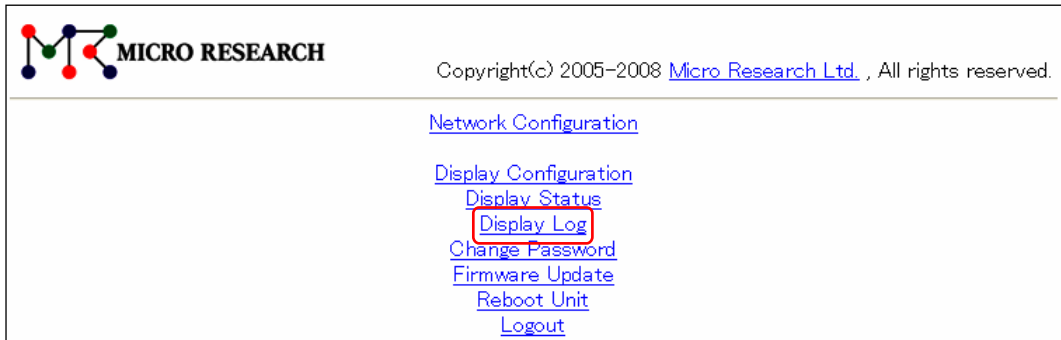 MICRO RESEARCH
Copyright(c) 2005-2008 Micro Research Ltd. , All rights reserved.
Network Configuration
Display Configuration
Display Status
Display Log
Change Password
Firmware Update
Reboot Unit
Logout